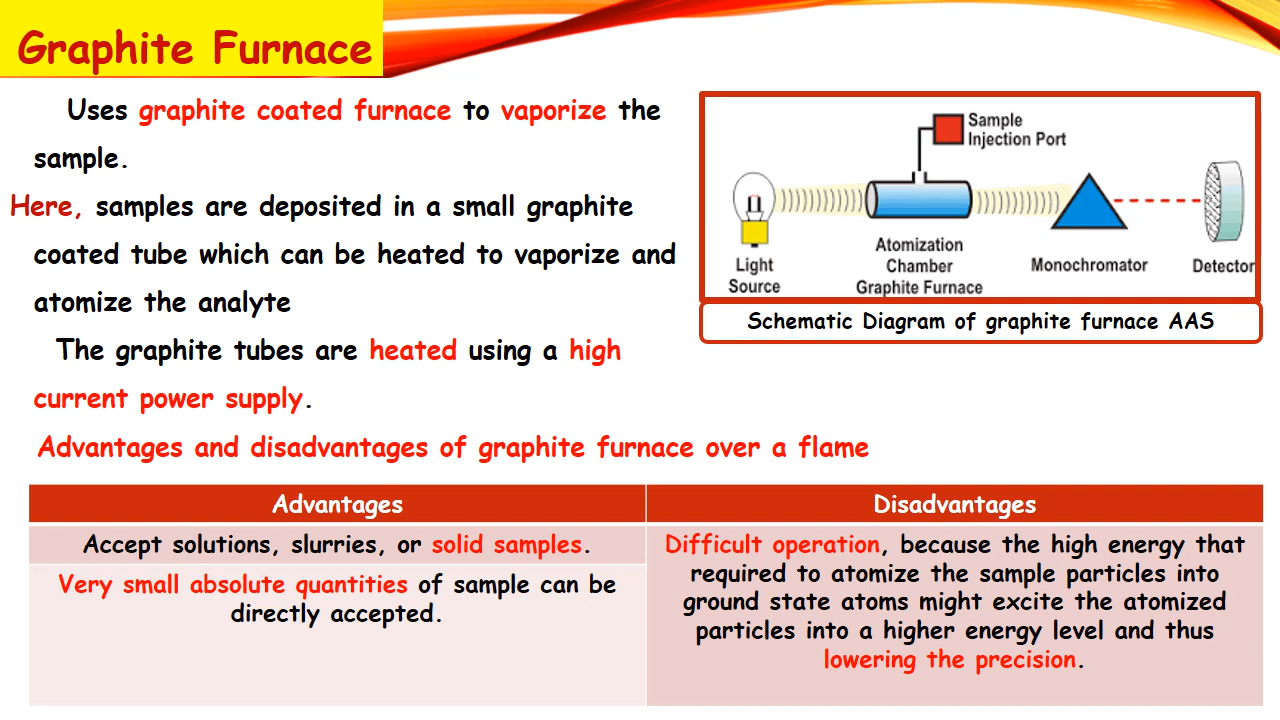 Graphite Furnace
Uses graphite coated furnace to vaporize the
sample.
Here, samples are deposited in a small graphite
coated tube which can be heated to vaporize and
atomize the analyte
The graphite tubes are heated using a high
current power supply.
Sample
Injection Port
Light
Source
Atomization
Chamber
Graphite Furnace
Monochromator
Detector
Schematic Diagram of graphite furnace AAS
Advantages and disadvantages of graphite furnace over a flame
Advantages
Disadvantages
Accept solutions, slurries, or solid samples.
Very small absolute quantities of sample can be
directly accepted.
Difficult operation, because the high energy that
required to atomize the sample particles into
ground state atoms might excite the atomized
particles into a higher energy level and thus
lowering the precision.